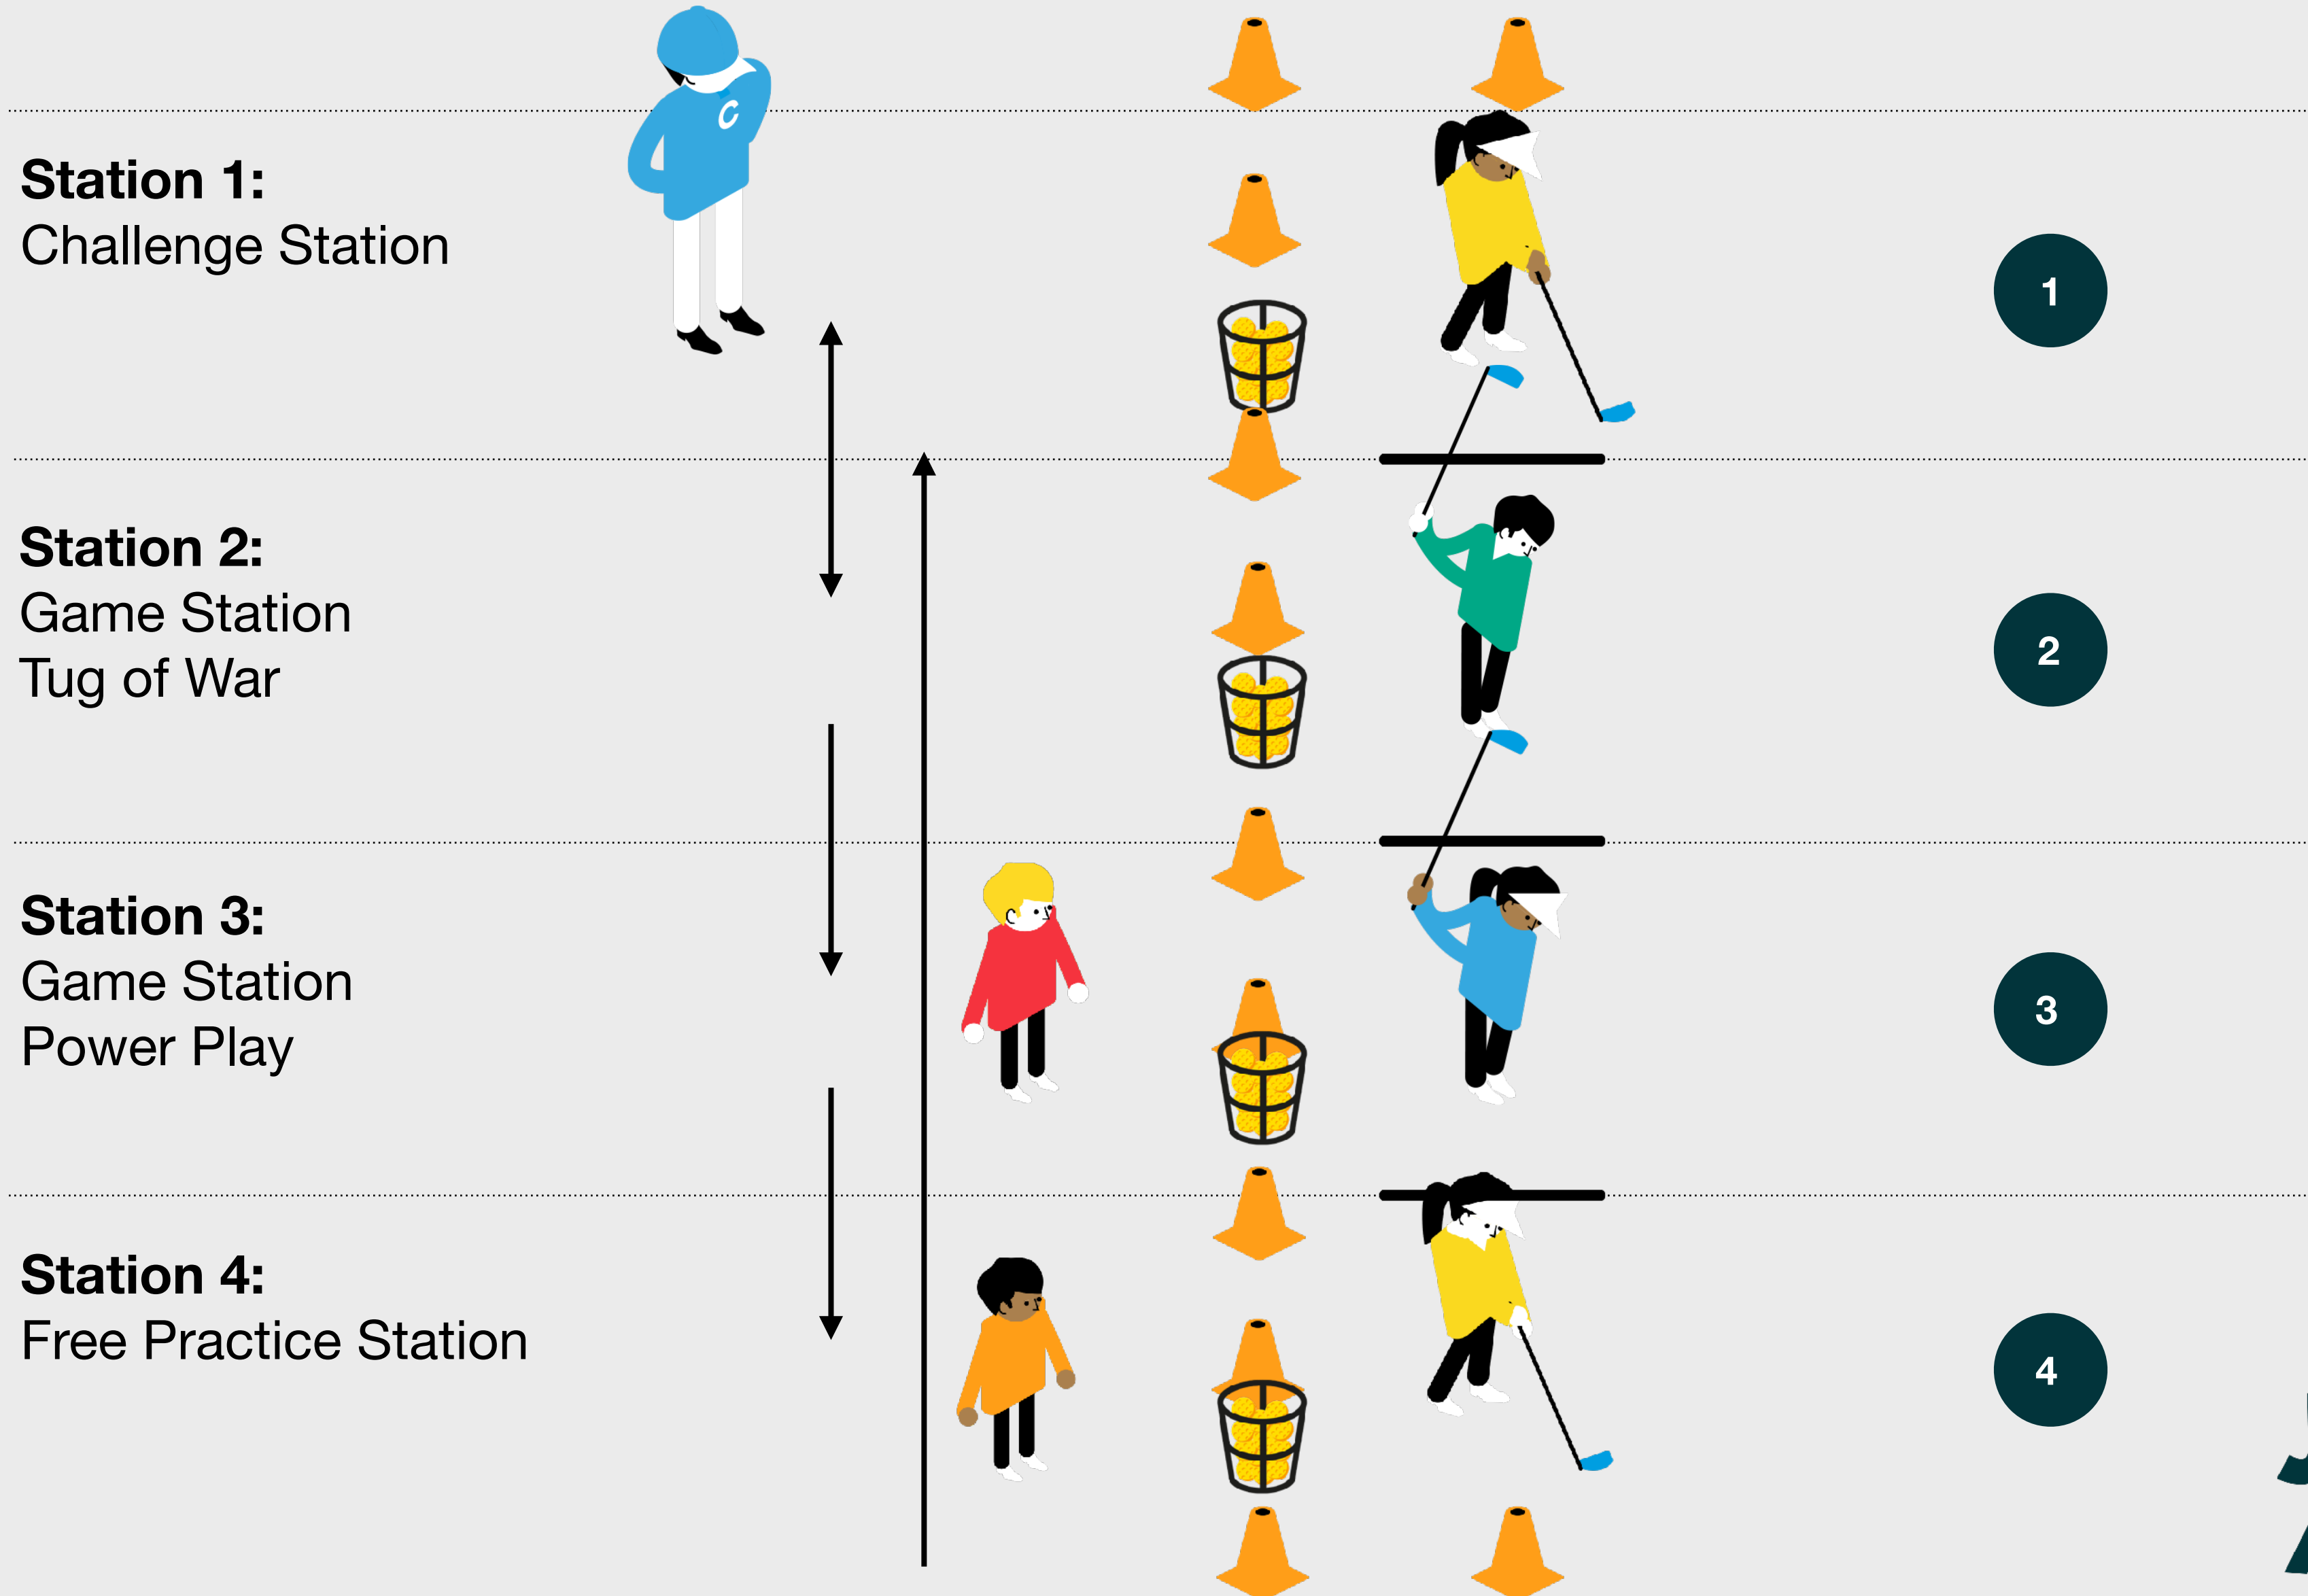 C
Station 1:
Challenge Station
1
Station 2:
Game Station
Tug of War
2
Station 3:
Game Station
Power Play
3
Station 4:
Free Practice Station
4